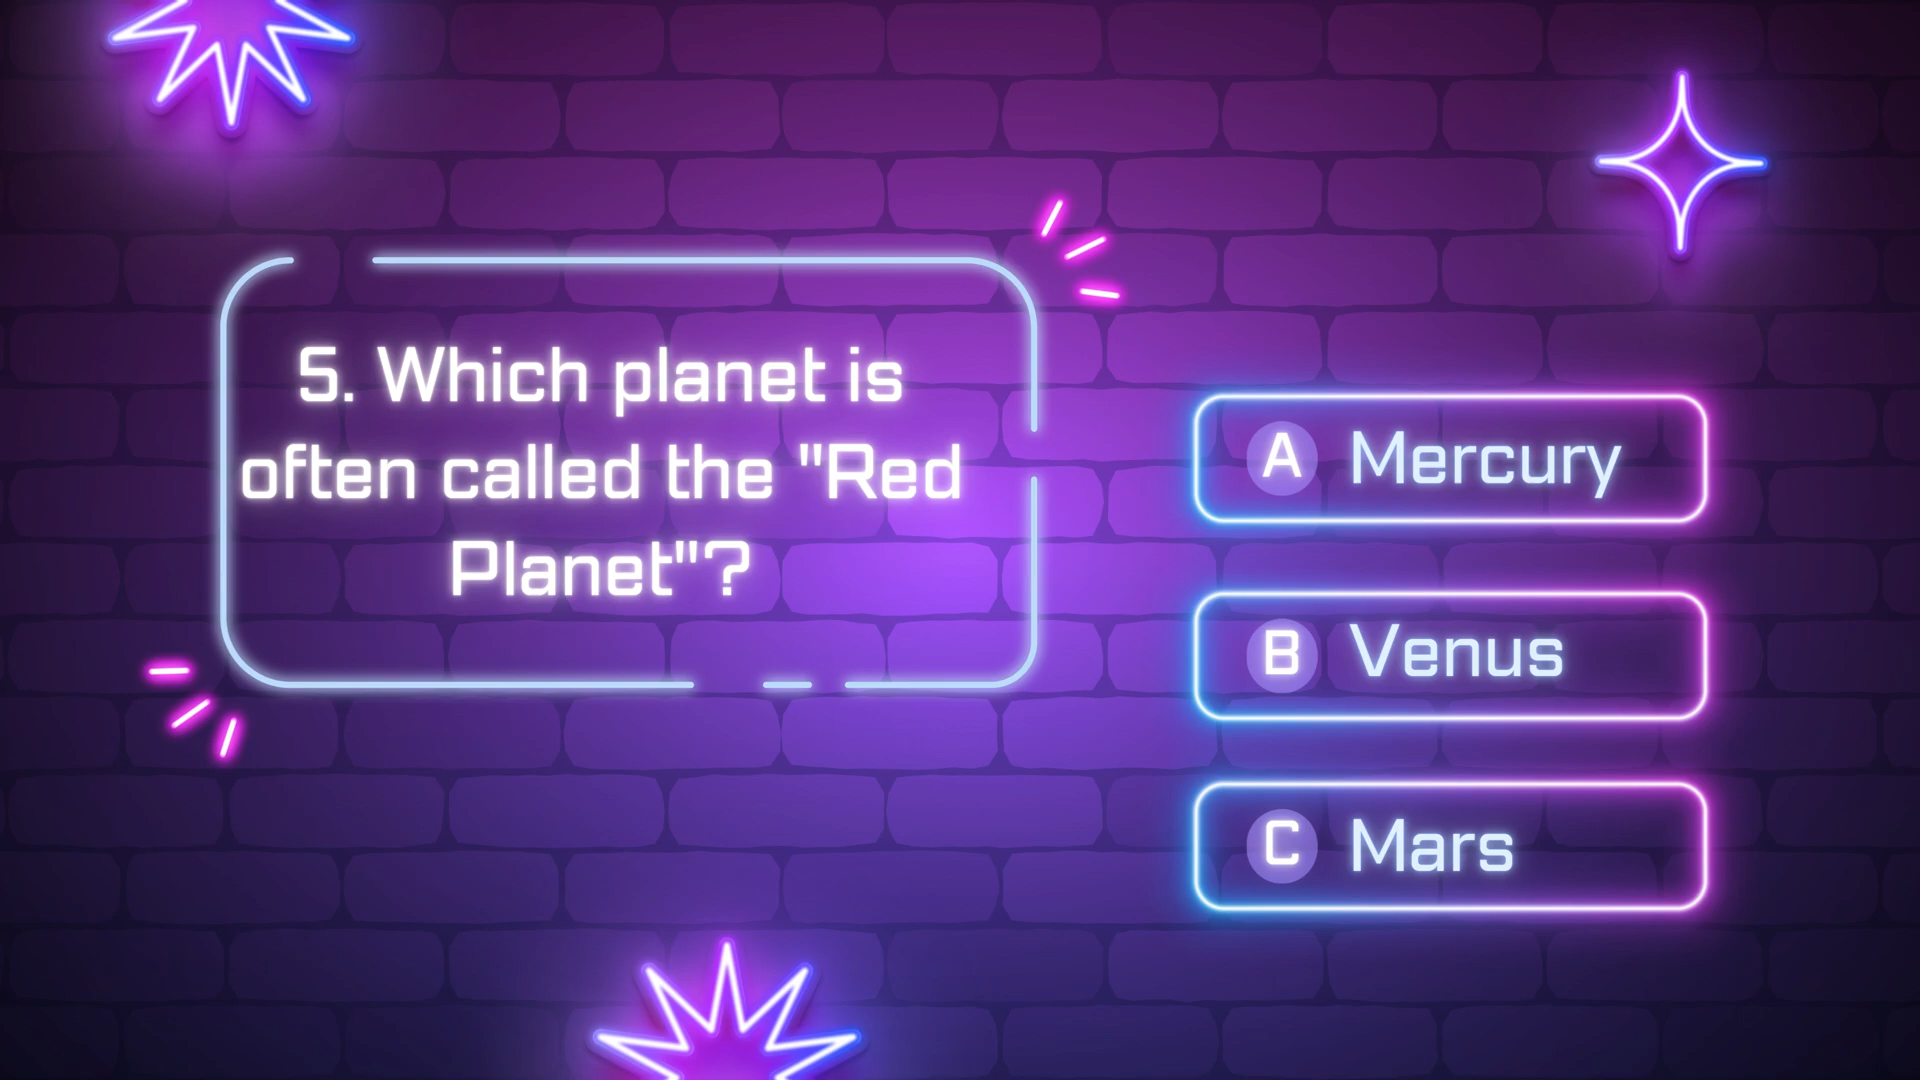 5. Which planet is
often called the "Red
Planet"?
A Mercury
B Venus
C Mars